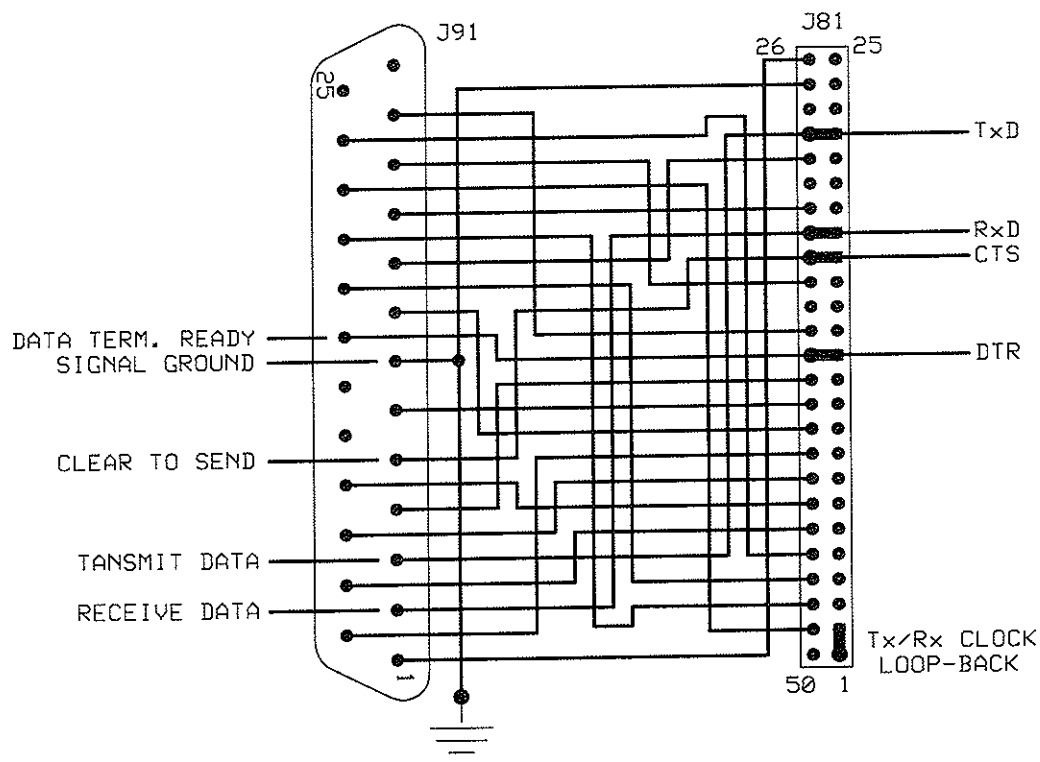 J91
J81
26 25
25
TxD
RxD
CTS
DATA TERM. READY
SIGNAL GROUND
DTR
CLEAR TO SEND
TANSMIT DATA
RECEIVE DATA
1
Tx/Rx CLOCK
LOOP-BACK
50 1